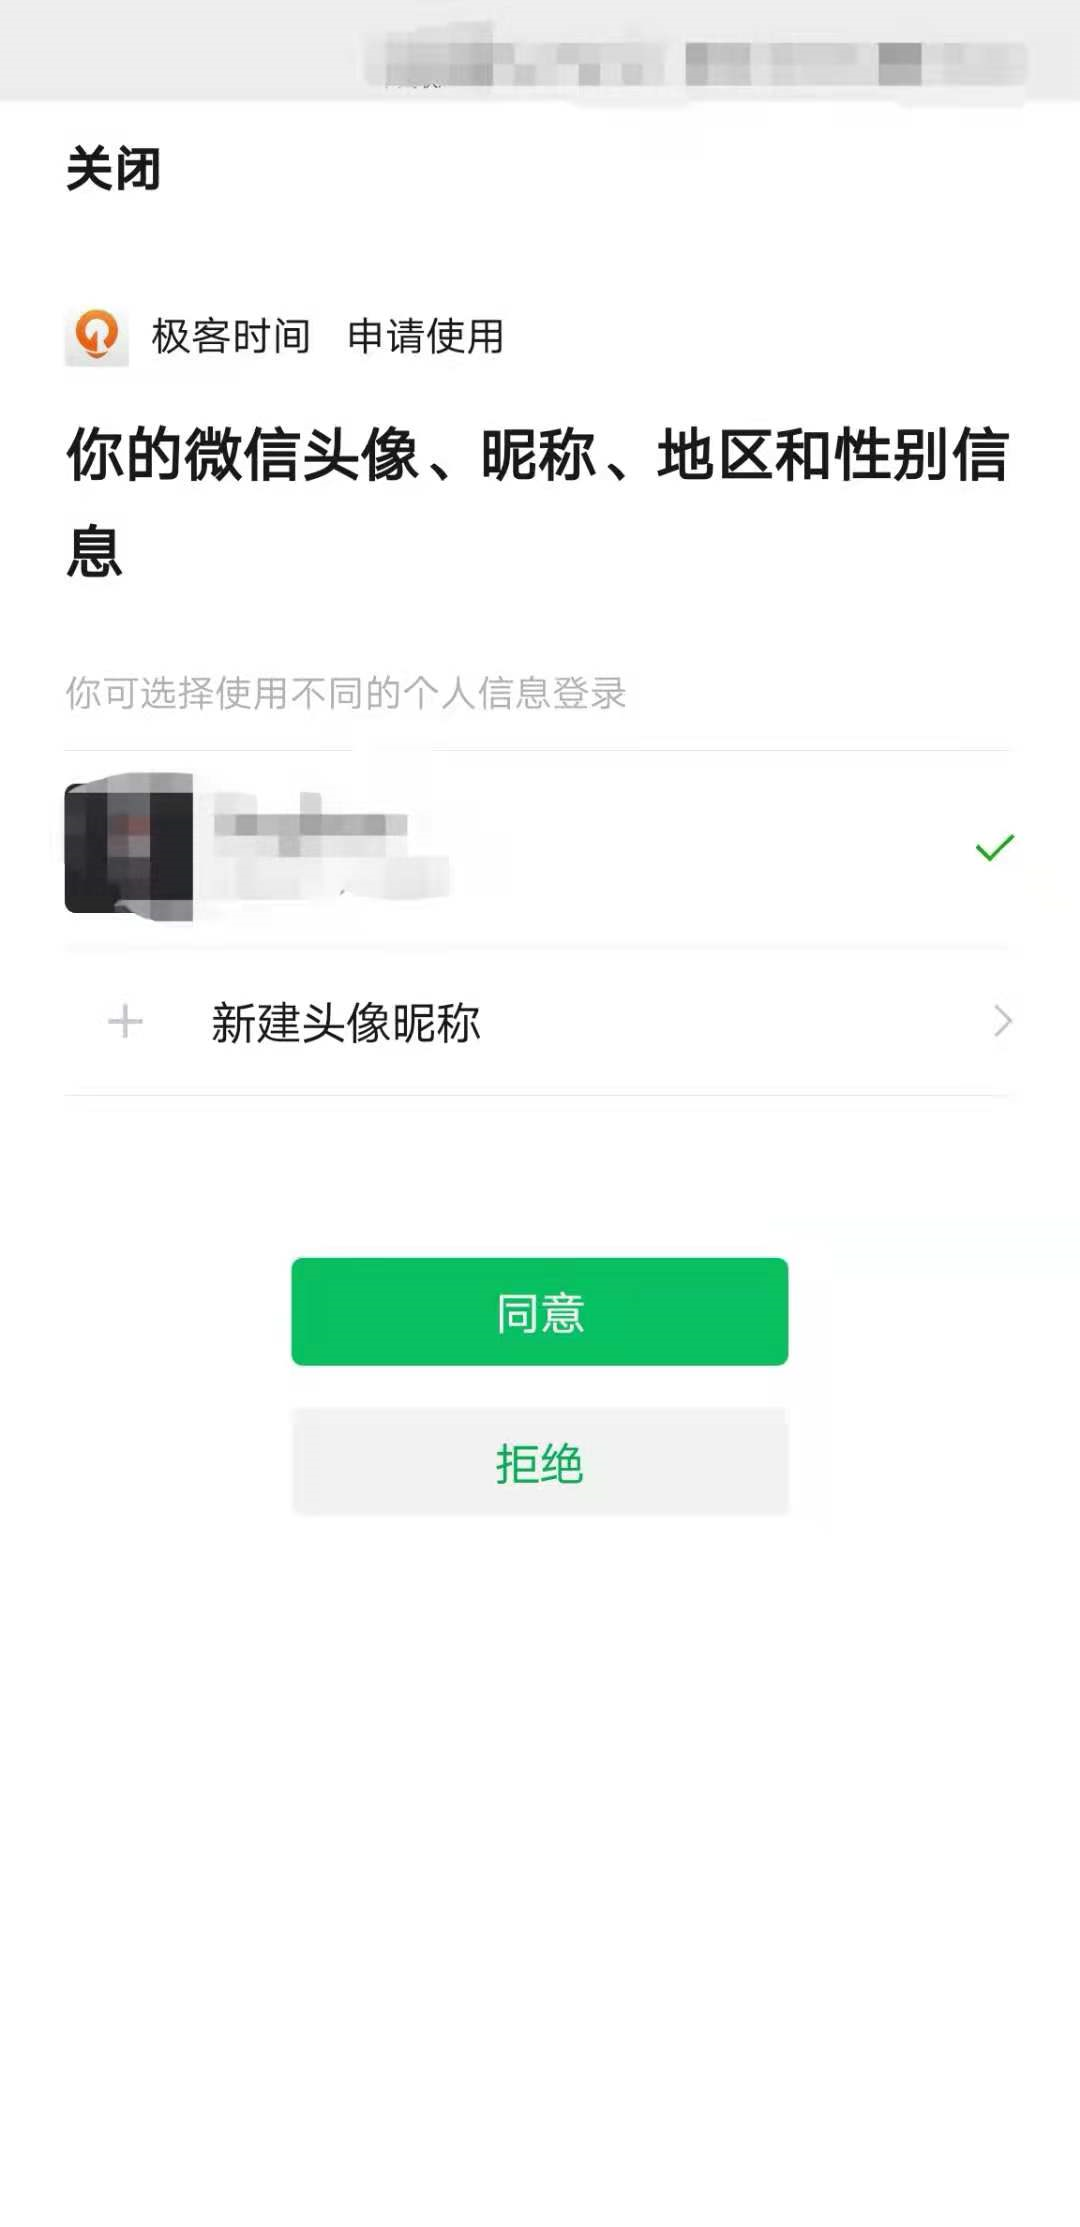 关闭
极客时间 申请使用
你的微信头像、昵称、地区和性别信
息
你可选择使用不同的个人信息登录
新建头像昵称
同意
拒绝